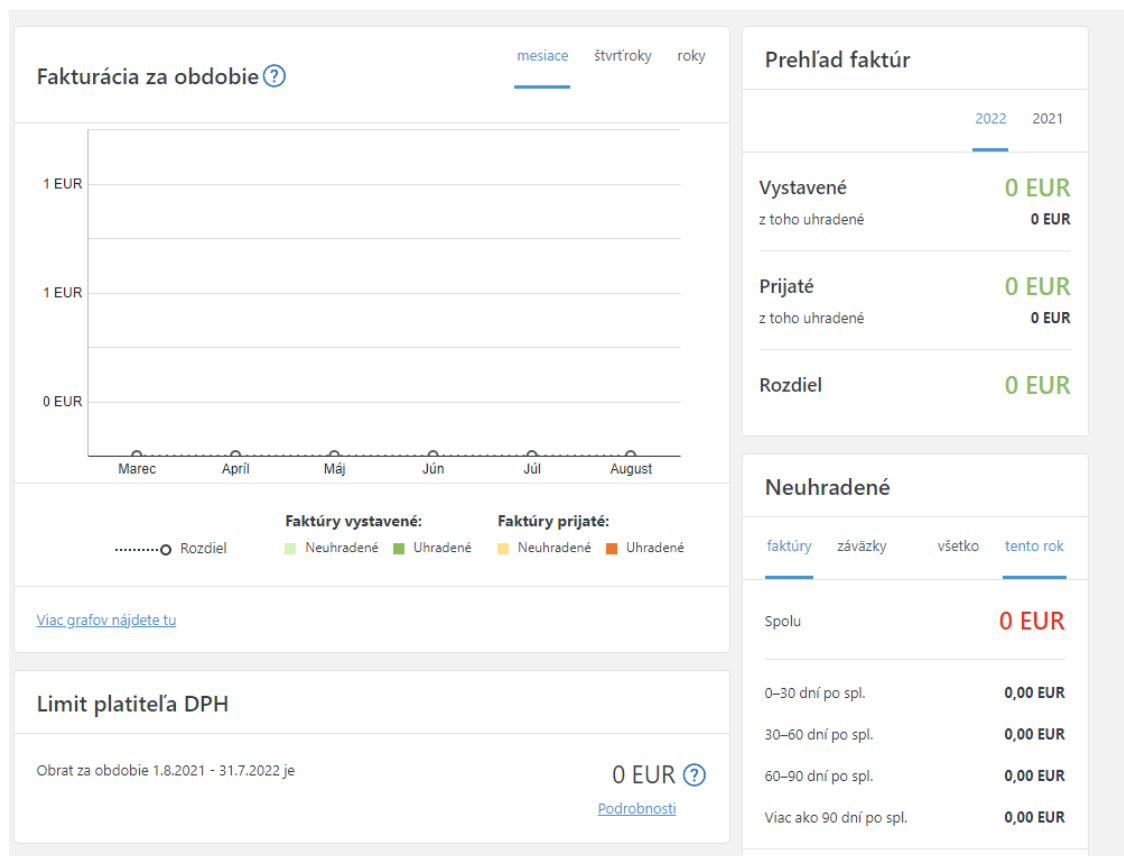 Fakturácia za obdobie ?
mesiace štvrťroky roky
1 EUR
1 EUR
0 EUR
Marec Apríl Máj Jún Júl August
Rozdiel
Faktúry vystavené:
Neuhradené Uhradené
Faktúry prijaté:
Neuhradené Uhradené
Viac grafov nájdete tu
Limit platiteľa DPH
Obrat za obdobie 1.8.2021 - 31.7.2022 je 0 EUR ?
Podrobnosti
Prehľad faktúr
2022 2021
Vystavené 0 EUR
z toho uhradené 0 EUR
Prijaté 0 EUR
z toho uhradené 0 EUR
Rozdiel 0 EUR
Neuhradené
faktúry záväzky všetko tento rok
Spolu 0 EUR
0–30 dní po spl. 0,00 EUR
30–60 dní po spl. 0,00 EUR
60–90 dní po spl. 0,00 EUR
Viac ako 90 dní po spl. 0,00 EUR